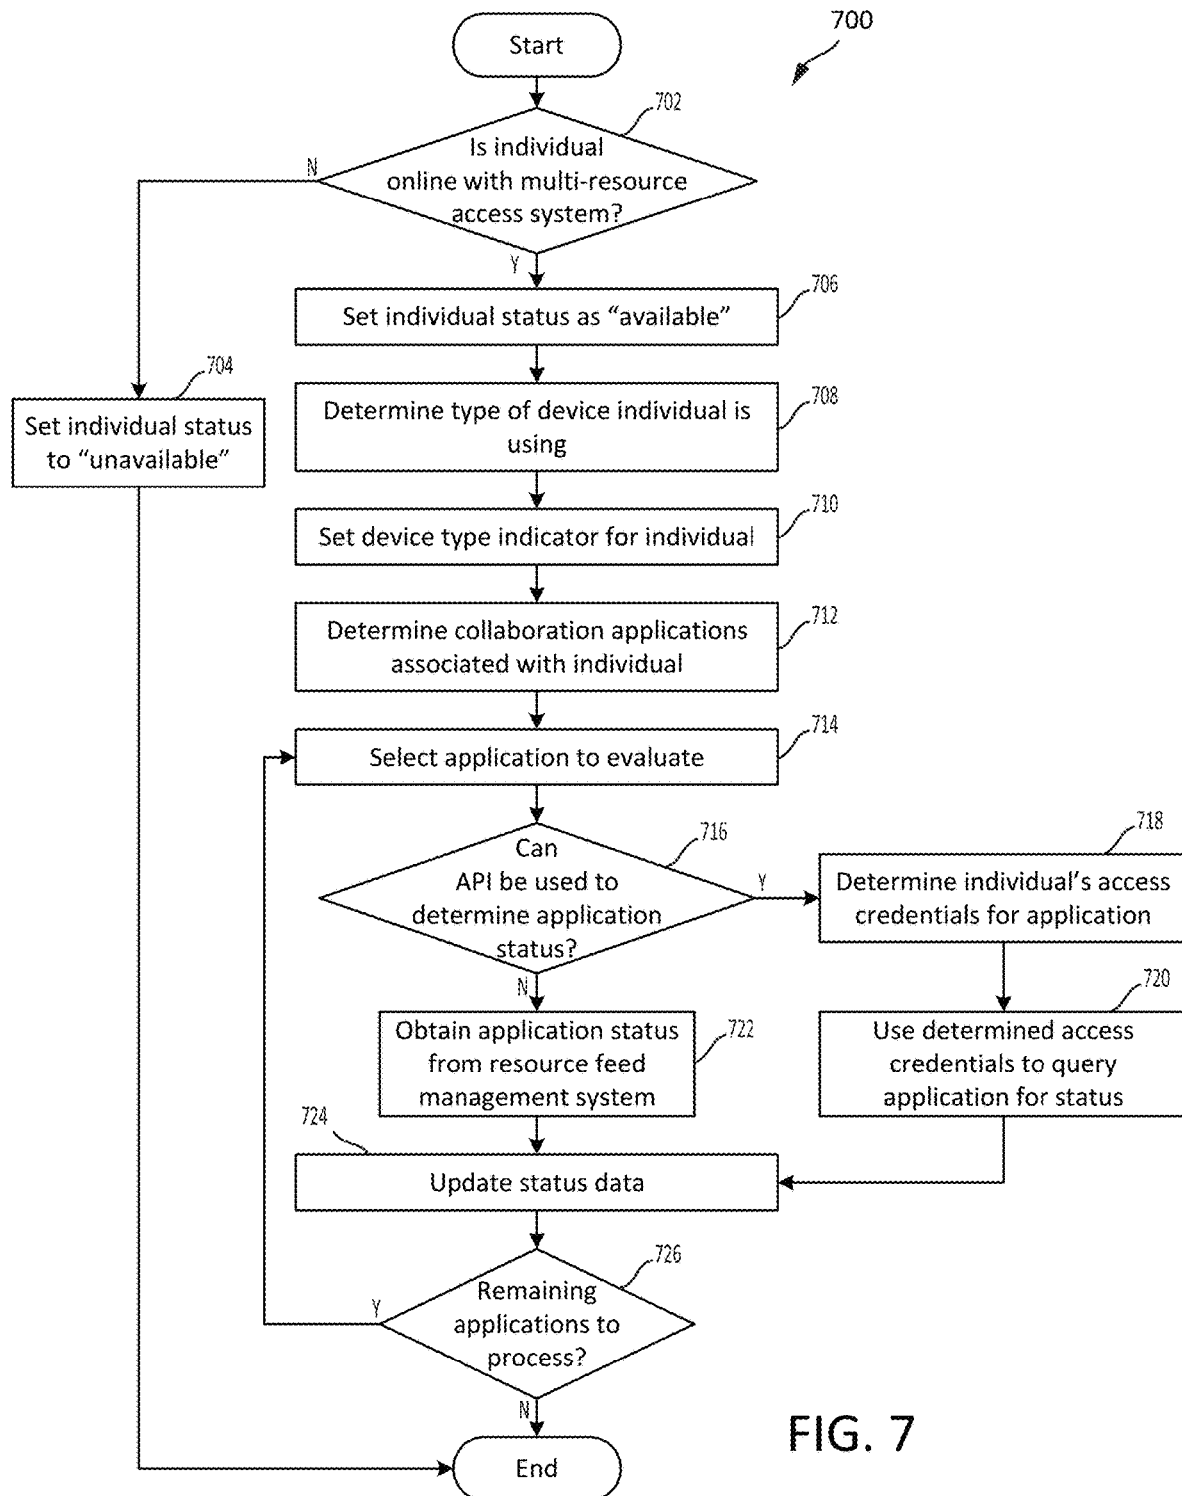 700
Start
702
Is individual
online with multi-resource
access system?
N
Y
706
Set individual status as “available”
704
Set individual status
to “unavailable”
708
Determine type of device individual is
using
710
Set device type indicator for individual
712
Determine collaboration applications
associated with individual
714
Select application to evaluate
716
Can
API be used to
determine application
status?
Y
N
718
Determine individual’s access
credentials for application
720
Use determined access
credentials to query
application for status
722
Obtain application status
from resource feed
management system
724
Update status data
726
Remaining
applications to
process?
Y
N
End
FIG. 7